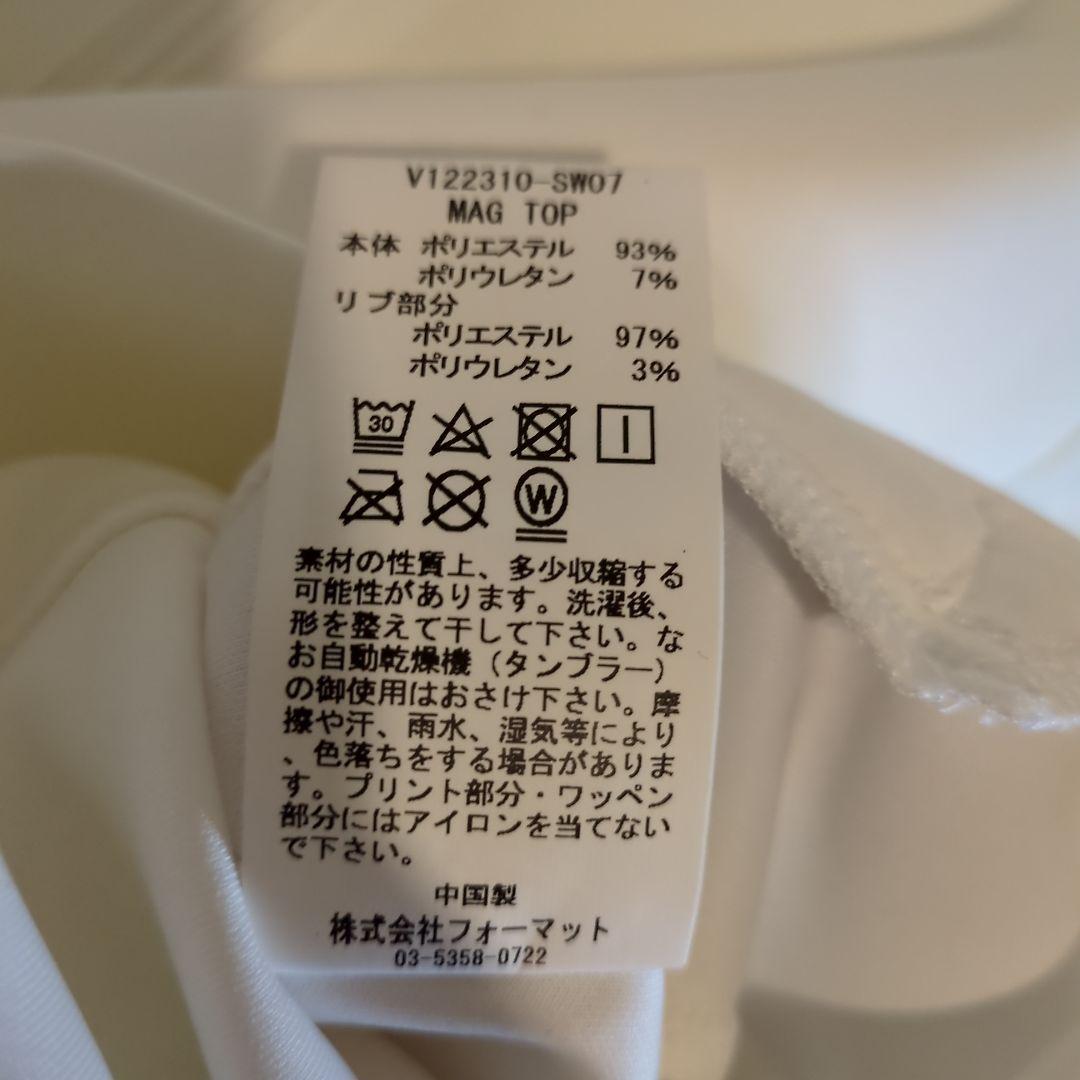 V122310-SW07
MAG TOP
本体 ポリエステル 93%
ポリウレタン 7%
リブ部分
ポリエステル 97%
ポリウレタン 3%
30
W
素材の性質上、多少収縮する
可能性があります。洗濯後、
形を整えて干して下さい。な
お自動乾燥機(タンブラー)
の御使用はおさけ下さい。摩
擦や汗、雨水、湿気等により
、色落ちをする場合がありま
す。プリント部分・ワッペン
部分にはアイロンを当てない
で下さい。
中国製
株式会社フォーマット
03-5358-0722